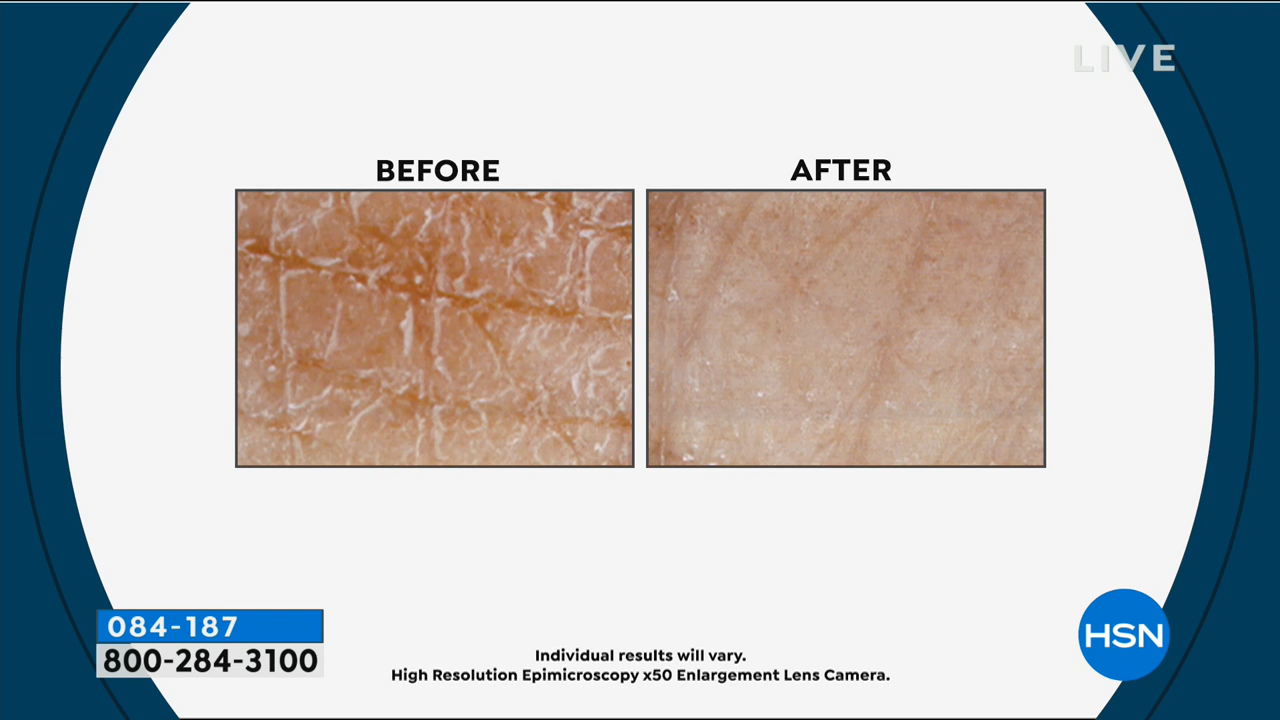 LIVE
BEFORE
AFTER
084-187
800-284-3100
Individual results will vary.
High Resolution Epimicroscopy x50 Enlargement Lens Camera.
HSN